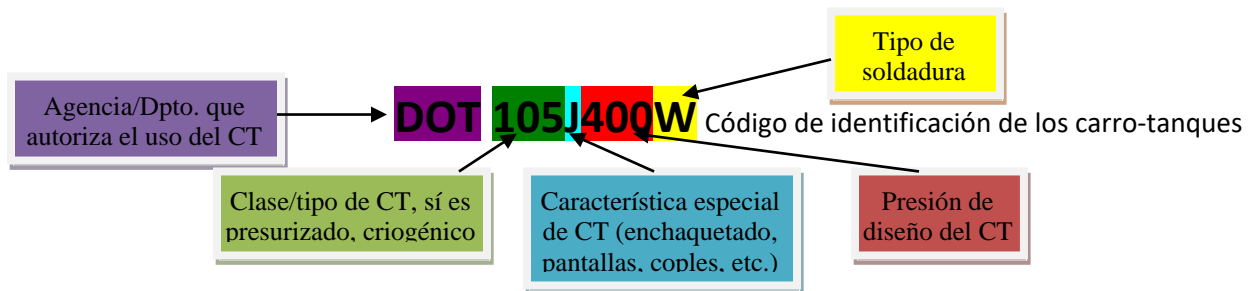 Tipo de
soldadura
Agencia/Dpto. que
autoriza el uso del CT
DOT 105J400W Código de identificación de los carro-tanques
Clase/tipo de CT, sí es
presurizado, criogénico
Característica especial
de CT (enchaquetado,
pantallas, coples, etc.)
Presión de
diseño del CT